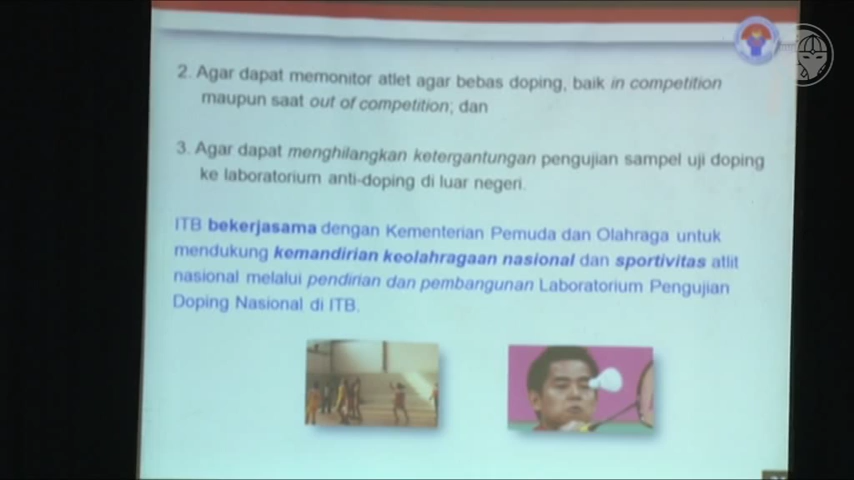 2. Agar dapat memonitor atlet agar bebas doping, baik in competition
maupun saat out of competition; dan
3. Agar dapat menghilangkan ketergantungan pengujian sampel uji doping
ke laboratorium anti-doping di luar negeri.
ITB bekerjasama dengan Kementerian Pemuda dan Olahraga untuk
mendukung kemandirian keolahragaan nasional dan sportivitas atlit
nasional melalui pendirian dan pembangunan Laboratorium Pengujian
Doping Nasional di ITB.